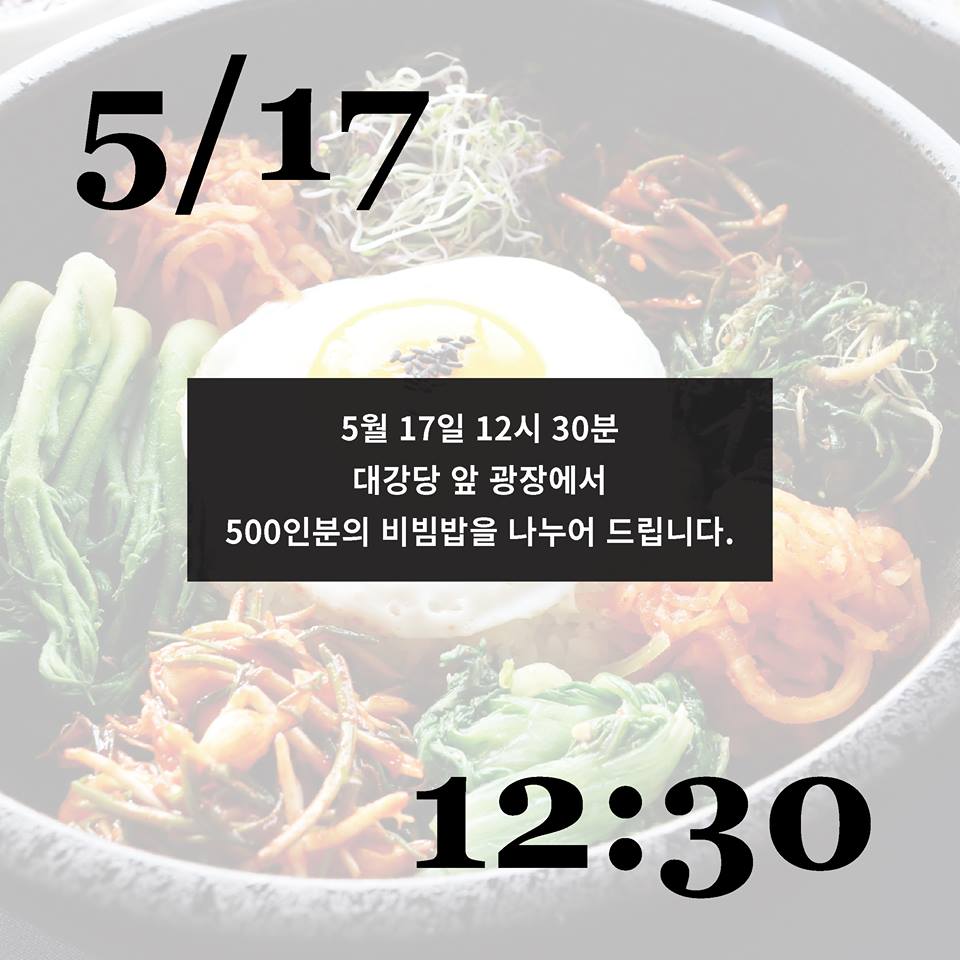 5/17
5월 17일 12시 30분
대강당 앞 광장에서
500인분의 비빔밥을 나누어 드립니다.
12:30